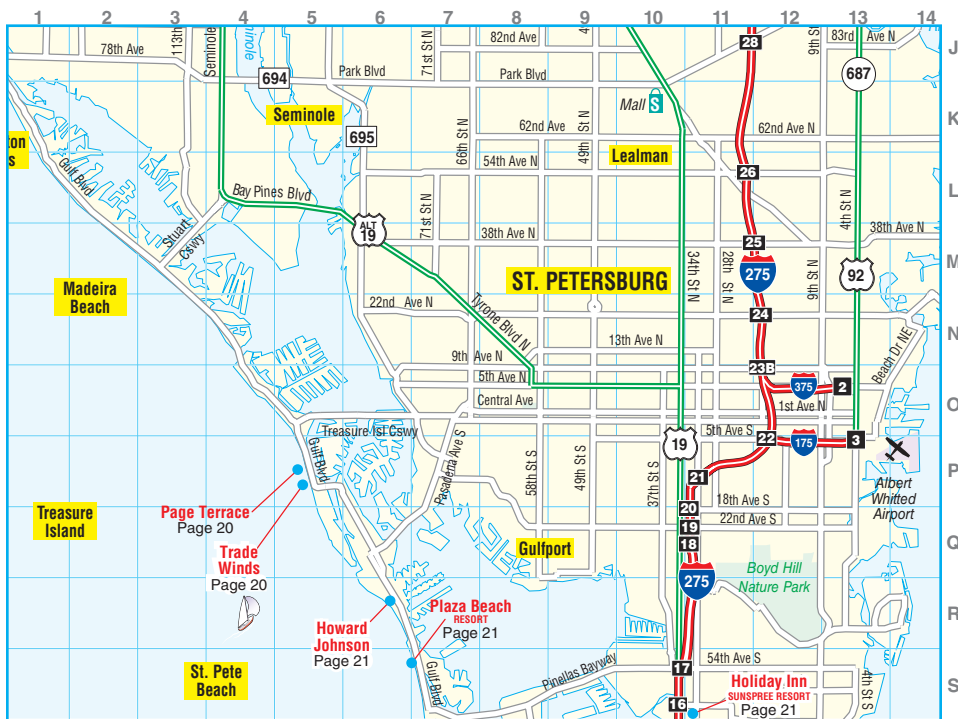 3 4 5 6 7 8 9 10 11 12 13 14
1 2
J
K
L
M
N
O
P
Q
R
S
78th Ave
113th
Seminole
71st St N
82nd Ave
9th St
83rd Ave N
28
694
Park Blvd
Park Blvd
687
Seminole
Mall S
695
66th St N
62nd Ave
49th St N
62nd Ave N
Lealman
54th Ave N
26
Gulf Blvd
Bay Pines Blvd
71st St N
4th St N
Stuart
Cswy
ALT
19
38th Ave N
38th Ave N
25
34th St N
28th St N
9th St N
ST. PETERSBURG
275
92
Madeira
Beach
22nd Ave N
Tyrone Blvd N
24
Beach Dr NE
13th Ave N
9th Ave N
23B
5th Ave N
375
2
Central Ave
1st Ave N
Treasure Isl Cswy
5th Ave S
22
175
3
19
Gulf Blvd
Pasadena Ave S
58th St S
49th St S
37th St S
21
Albert
Whitted
Airport
Page Terrace
Page 20
Treasure
Island
18th Ave S
20
22nd Ave S
19
18
Trade
Winds
Page 20
Gulfport
275
Boyd Hill
Nature Park
Howard
Johnson
Page 21
Plaza Beach
RESORT
Page 21
St. Pete
Beach
Gulf Blvd
Pinellas Bayway
17
54th Ave S
4th St S
16
Holiday Inn
SUNSPREE RESORT
Page 21